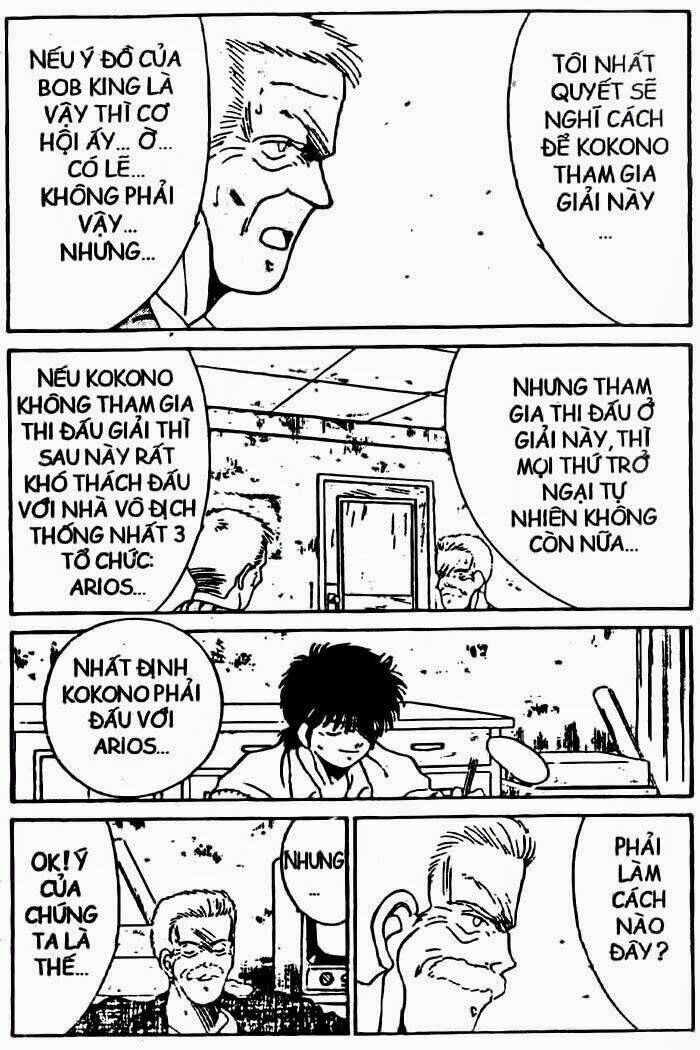 TÔI NHẤT
QUYẾT SẼ
NGHĨ CÁCH
ĐỂ KOKONO
THAM GIA
GIẢI NÀY
...
NẾU Ý ĐỒ CỦA
BOB KING LÀ
VẬY THÌ CƠ
HỘI ẤY... Ờ...
CÓ LẼ...
KHÔNG PHẢI
VẬY...
NHƯNG...
NHƯNG THAM
GIA THI ĐẤU Ở
GIẢI NÀY, THÌ
MỌI THỨ TRỞ
NGẠI TỰ
NHIÊN KHÔNG
CÒN NỮA...
NẾU KOKONO
KHÔNG THAM GIA
THI ĐẤU GIẢI THÌ
SAU NÀY RẤT
KHÓ THÁCH ĐẤU
VỚI NHÀ VÔ ĐỊCH
THỐNG NHẤT 3
TỔ CHỨC:
ARIOS...
NHẤT ĐỊNH
KOKONO PHẢI
ĐẤU VỚI
ARIOS...
PHẢI
LÀM
CÁCH
NÀO
ĐÂY?
NHƯNG
...
OK! Ý
CỦA
CHÚNG
TA LÀ
THẾ...